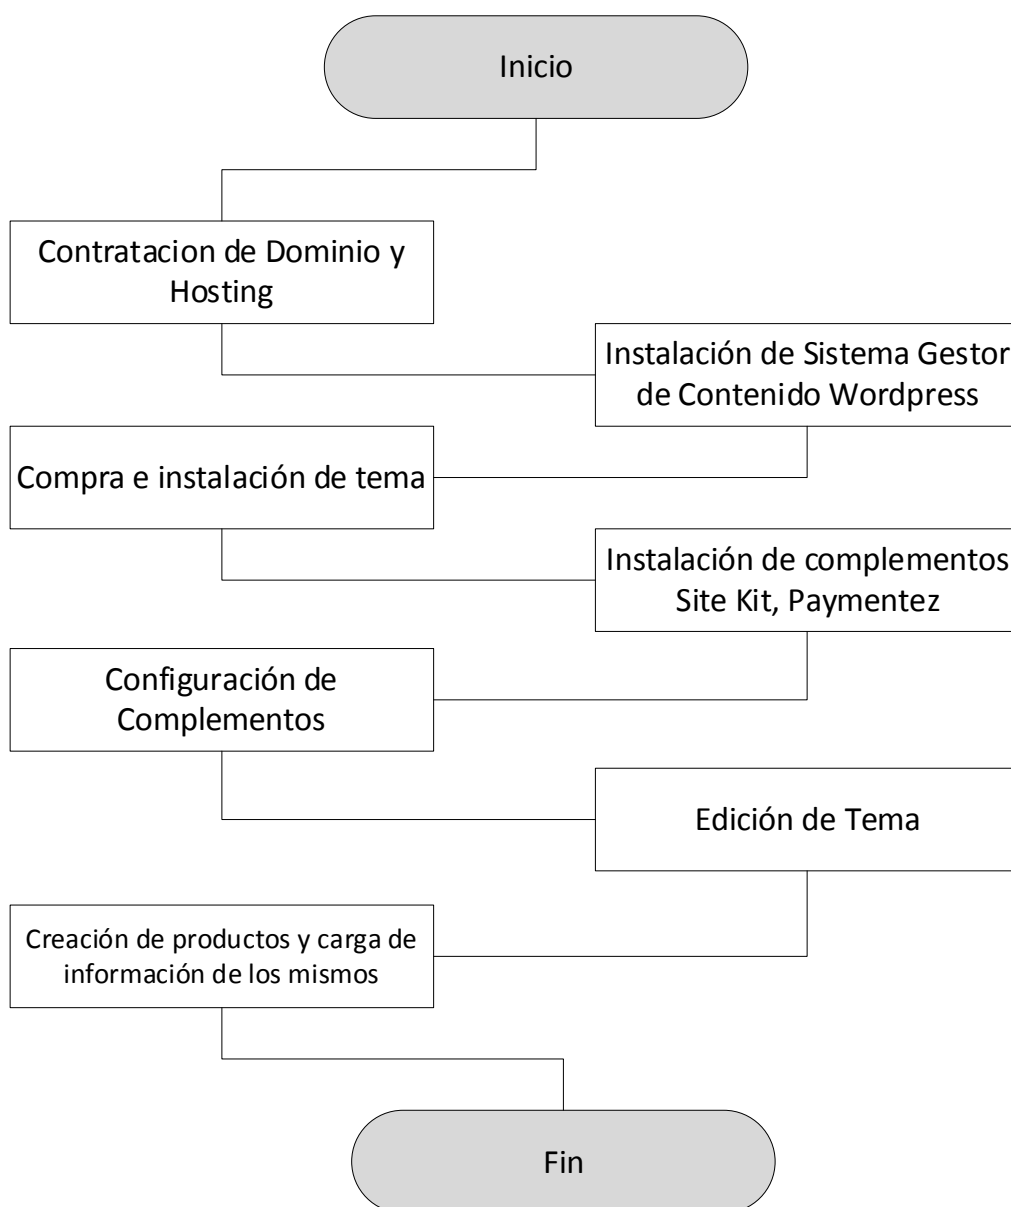 Inicio
Contratacion de Dominio y
Hosting
Instalación de Sistema Gestor
de Contenido Wordpress
Compra e instalación de tema
Instalación de complementos
Site Kit, Paymentez
Configuración de
Complementos
Edición de Tema
Creación de productos y carga de
información de los mismos
Fin